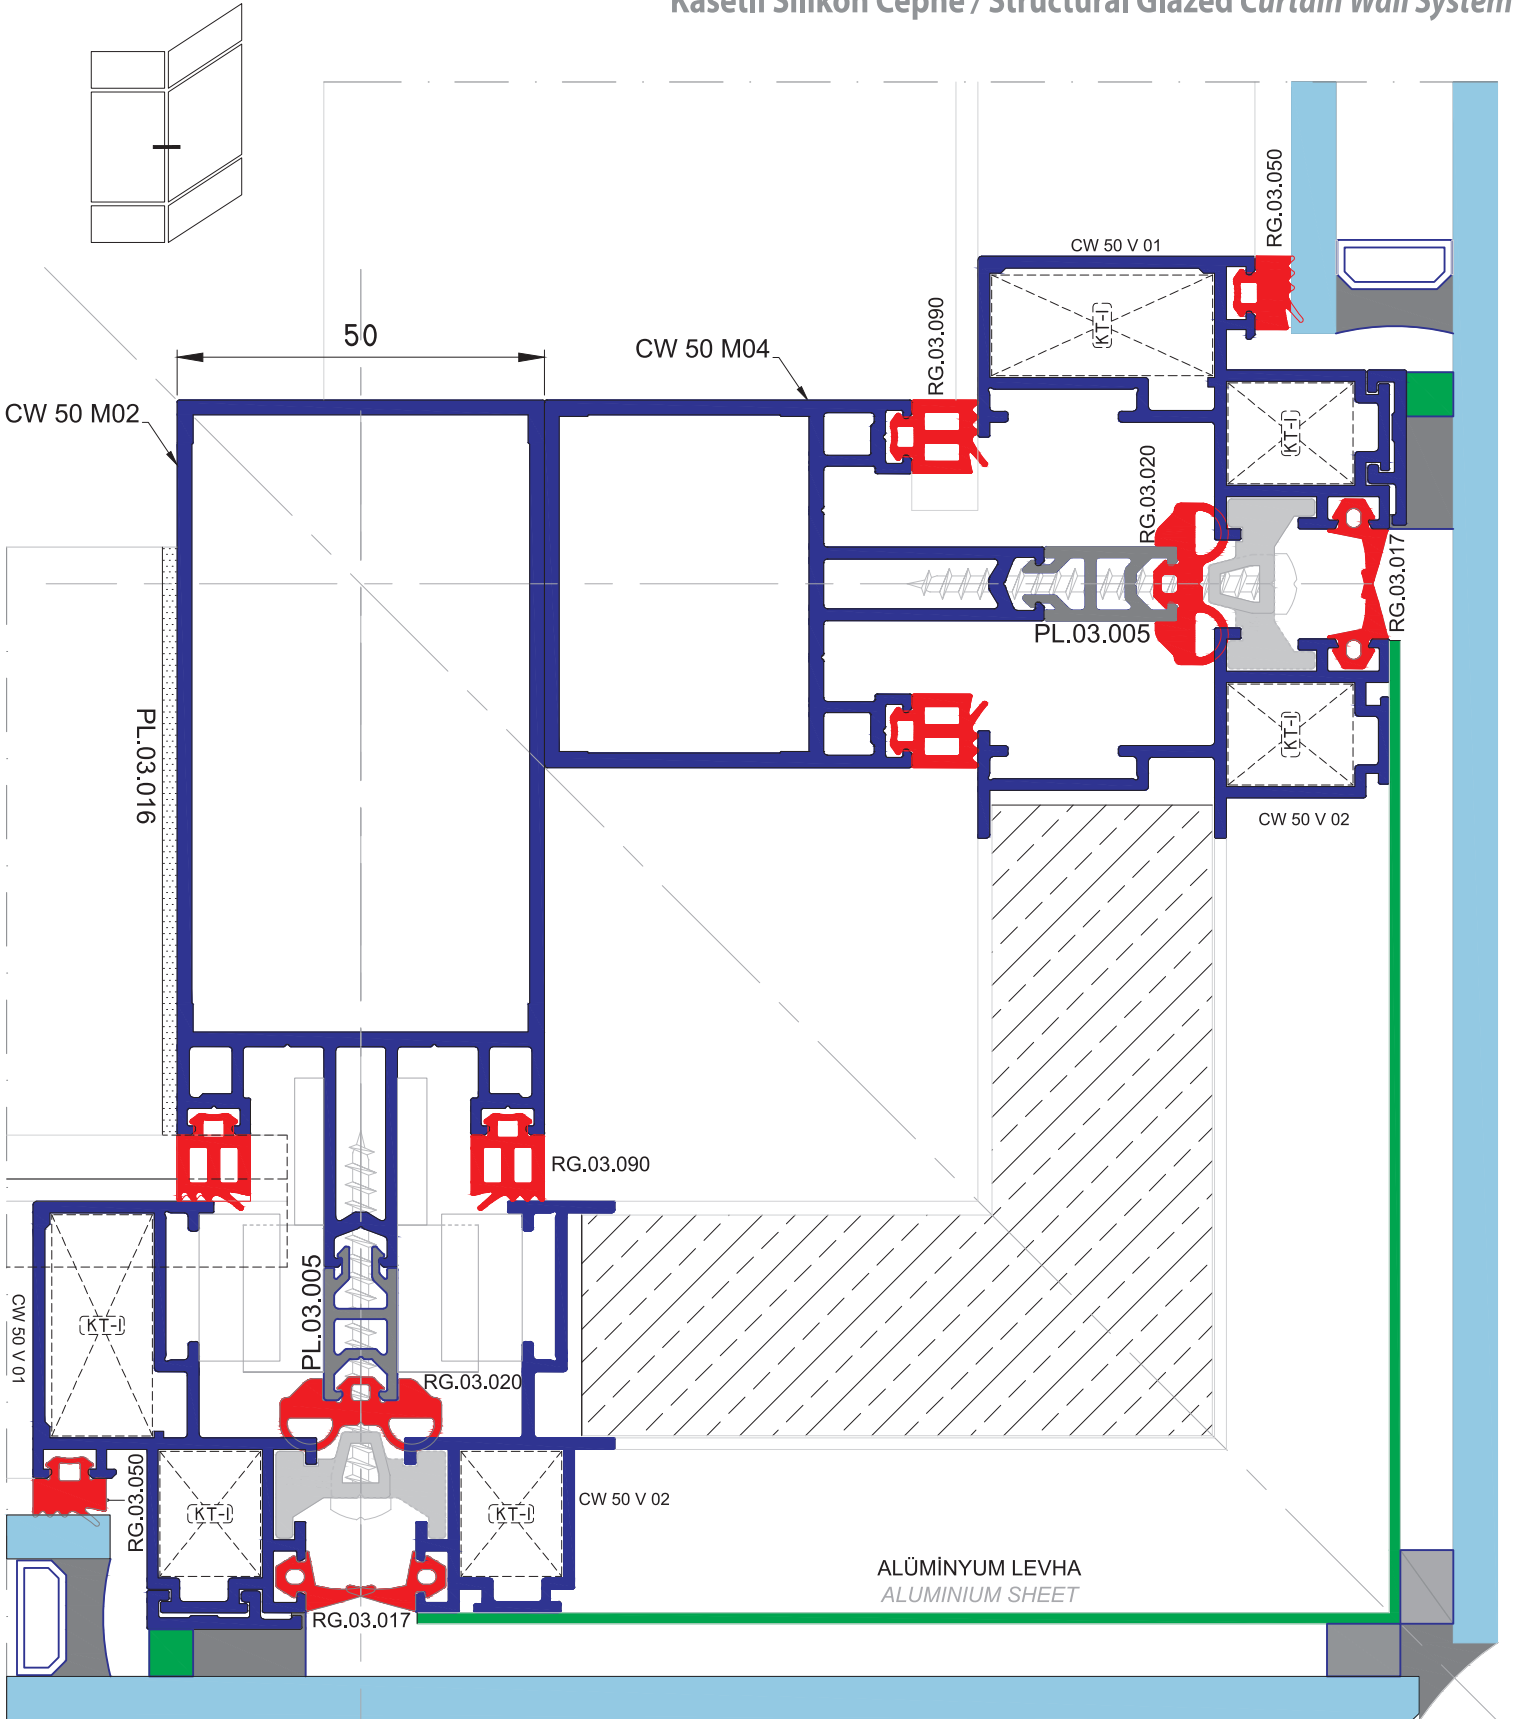 Kasetli Silikon Cephe / Structural Glazed Curtain Wall System
RG.03.050
CW 50 V 01
KT-I
RG.03.090
50
CW 50 M04
CW 50 M02
KT-I
RG.03.020
RG.03.017
PL.03.005
PL.03.016
KT-I
CW 50 V 02
RG.03.090
PL.03.005
CW 50 V 01
KT-I
RG.03.020
RG.03.050
KT-I
KT-I
CW 50 V 02
ALÜMİNYUM LEVHA
ALUMINIUM SHEET
RG.03.017